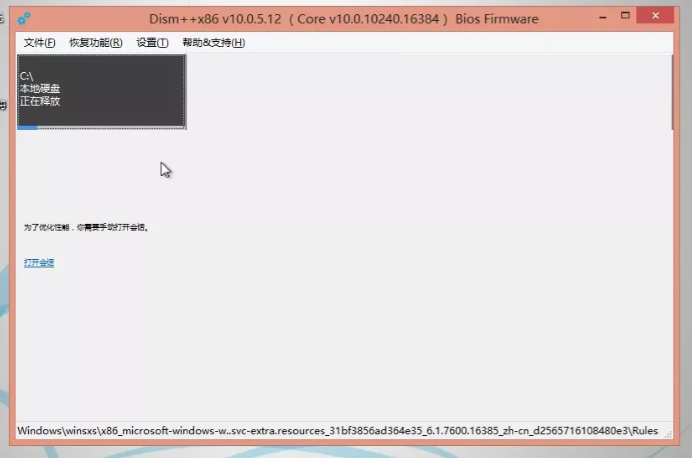 Dism++x86 v10.0.5.12 （Core v10.0.10240.16384）Bios Firmware
文件(F) 恢复功能(R) 设置(T) 帮助&支持(H)
C:\
本地硬盘
正在释放
为了优化性能，你需要手动打开会话。
打开会话
Windows\winsxs\x86_microsoft-windows-w..svc-extra.resources_31bf3856ad364e35_6.1.7600.16385_zh-cn_d2565716108480e3\Rules